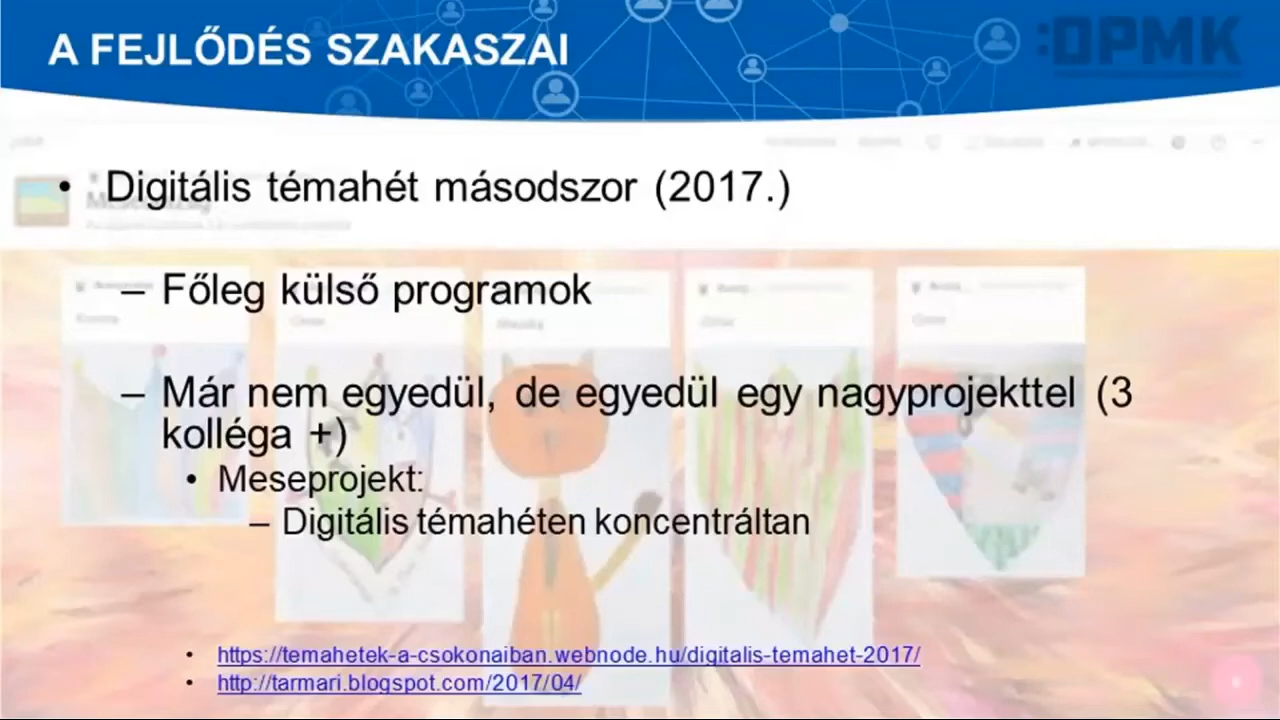 A FEJLŐDÉS SZAKASZAI
:DPMK
• Digitális témahét másodszor (2017.)
– Főleg külső programok
– Már nem egyedül, de egyedül egy nagyprojekttel (3
kolléga +)
• Meseprojekt:
– Digitális témahéten koncentráltan
• https://temahetek-a-csokonaiban.webnode.hu/digitalis-temahet-2017/
• http://tarmari.blogspot.com/2017/04/